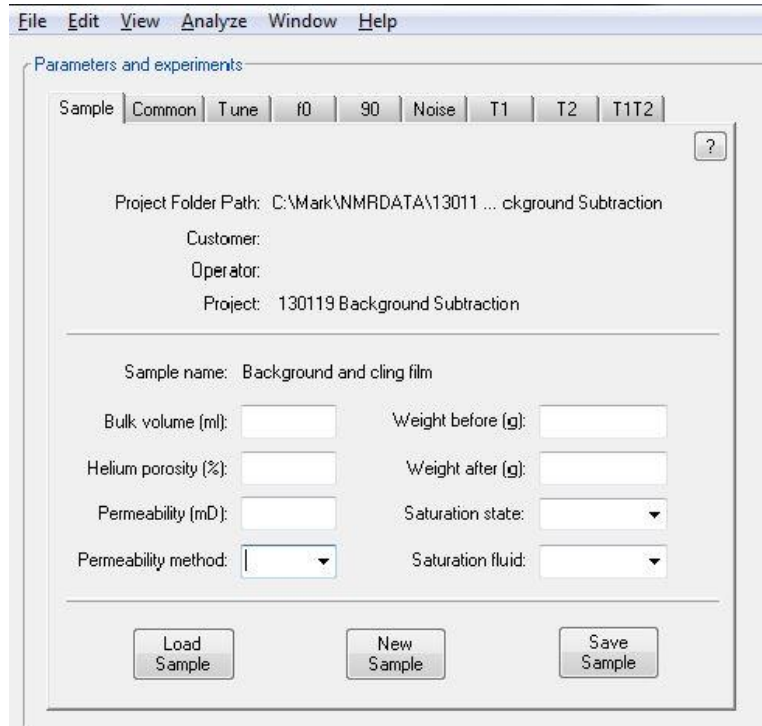 File Edit View Analyze Window Help
Parameters and experiments
Sample Common Tune f0 90 Noise T1 T2 T1T2
?
Project Folder Path: C:\Mark\NMRDATA\13011 ... ckground Subtraction
Customer:
Operator:
Project: 130119 Background Subtraction
Sample name: Background and cling film
Bulk volume (ml): Weight before (g):
Helium porosity (%): Weight after (g):
Permeability (mD): Saturation state:
Permeability method: Saturation fluid:
Load Sample New Sample Save Sample